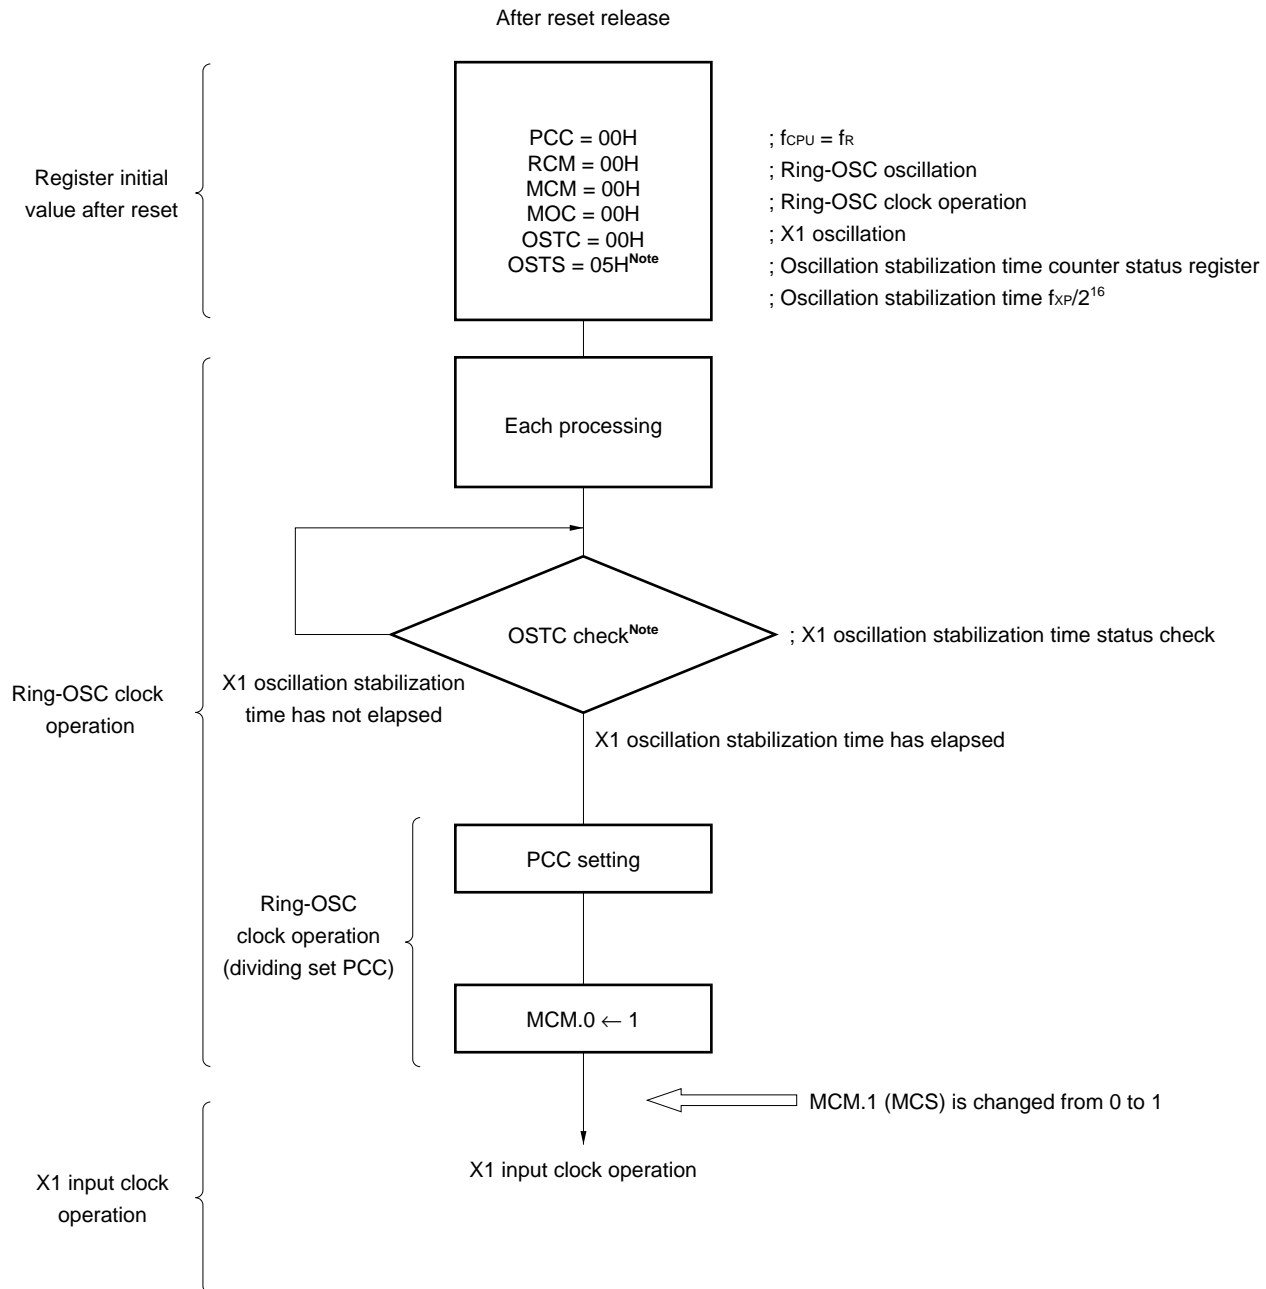 After reset release
Register initial
value after reset
PCC = 00H
RCM = 00H
MCM = 00H
MOC = 00H
OSTC = 00H
OSTS = 05HNote
; fCPU = fR
; Ring-OSC oscillation
; Ring-OSC clock operation
; X1 oscillation
; Oscillation stabilization time counter status register
; Oscillation stabilization time fXP/2^16
Each processing
OSTC checkNote
; X1 oscillation stabilization time status check
X1 oscillation stabilization
time has not elapsed
Ring-OSC clock
operation
X1 oscillation stabilization time has elapsed
PCC setting
Ring-OSC
clock operation
(dividing set PCC)
MCM.0 ← 1
MCM.1 (MCS) is changed from 0 to 1
X1 input clock operation
X1 input clock
operation